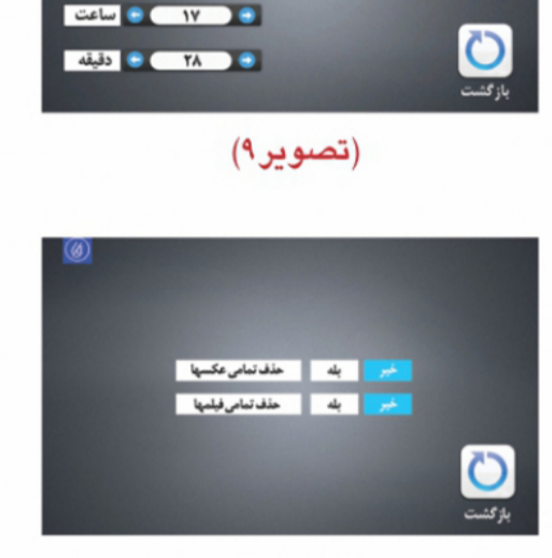 ساعت ۱۷
دقیقه ۲۸
بازگشت
(تصویر۹)
حذف تمامی عکسها بله خیر
حذف تمامی فیلمها بله خیر
بازگشت